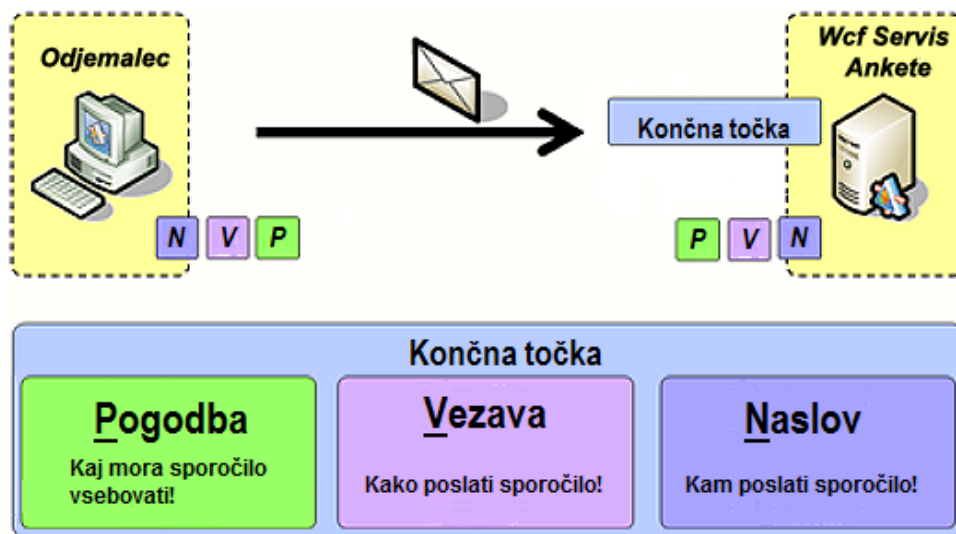 Odjemalec
Wcf Servis
Ankete
Končna točka
N V P
P V N
Končna točka
Pogodba
Kaj mora sporočilo
vsebovati!
Vezava
Kako poslati sporočilo!
Naslov
Kam poslati sporočilo!